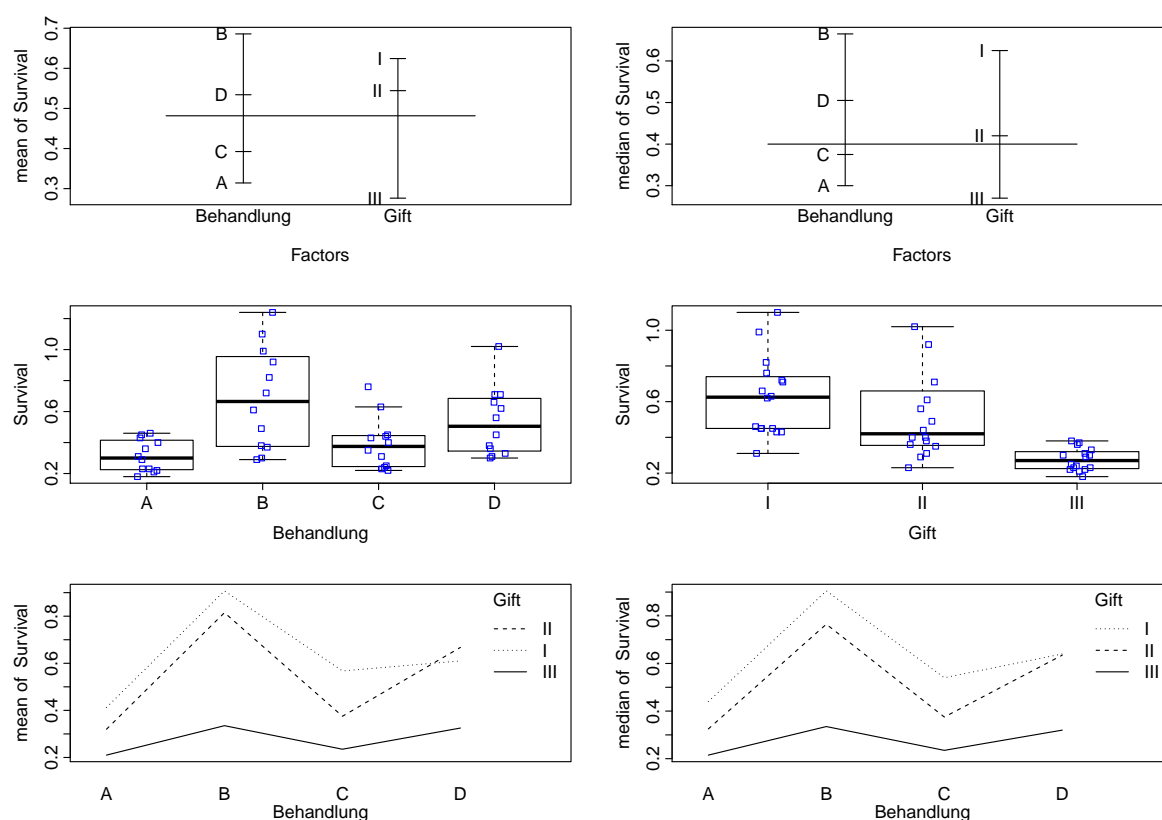 mean of Survival
0.3 0.4 0.5 0.6 0.7
B
D
C
A
I
II
III
Behandlung Gift
Factors
median of Survival
0.3 0.4 0.5 0.6
B
D
C
A
I
II
III
Behandlung Gift
Factors
Survival
0.2 0.6 1.0
A B C D
Behandlung
Survival
0.2 0.6 1.0
I II III
Gift
mean of Survival
0.2 0.4 0.6 0.8
Gift
II
I
III
A B C D
Behandlung
median of Survival
0.2 0.4 0.6 0.8
Gift
I
II
III
A B C D
Behandlung